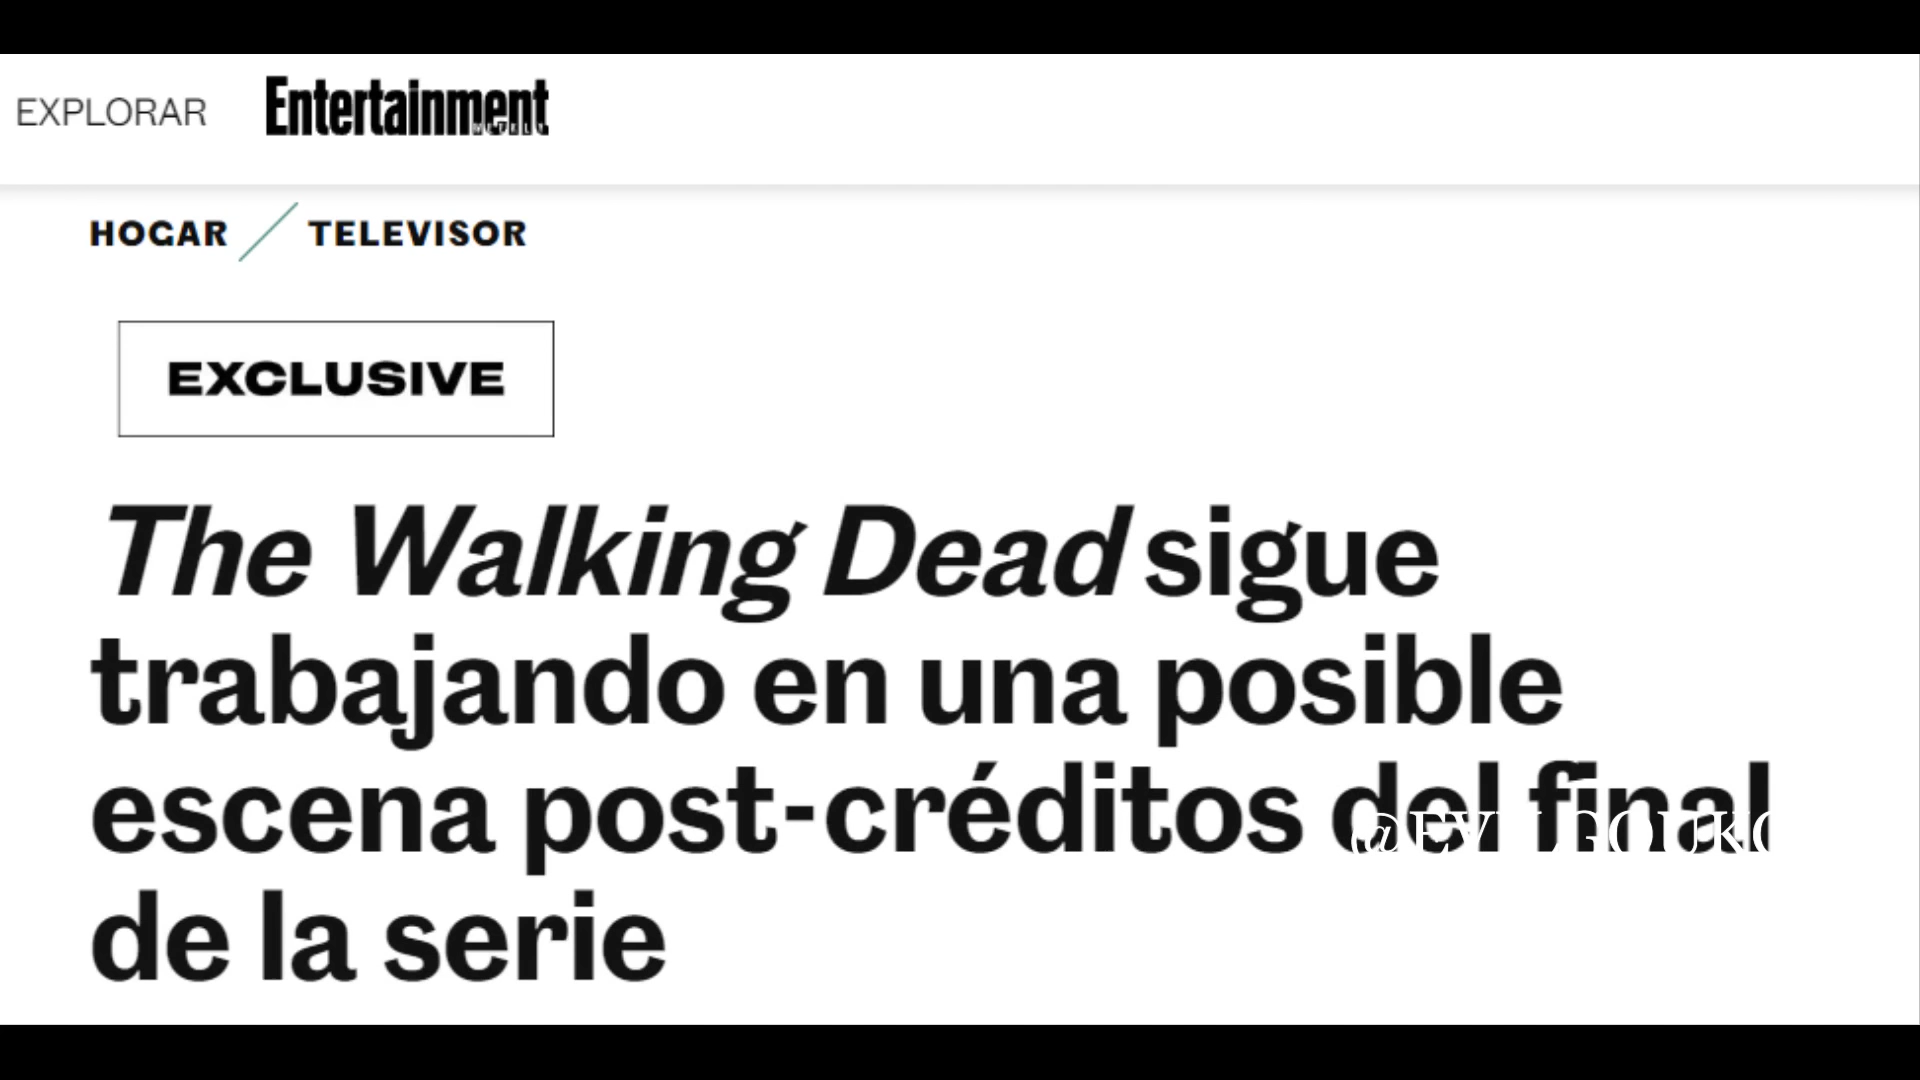 EXPLORAR Entertainment
HOGAR / TELEVISOR
EXCLUSIVE
The Walking Dead sigue
trabajando en una posible
escena post-créditos del final
de la serie